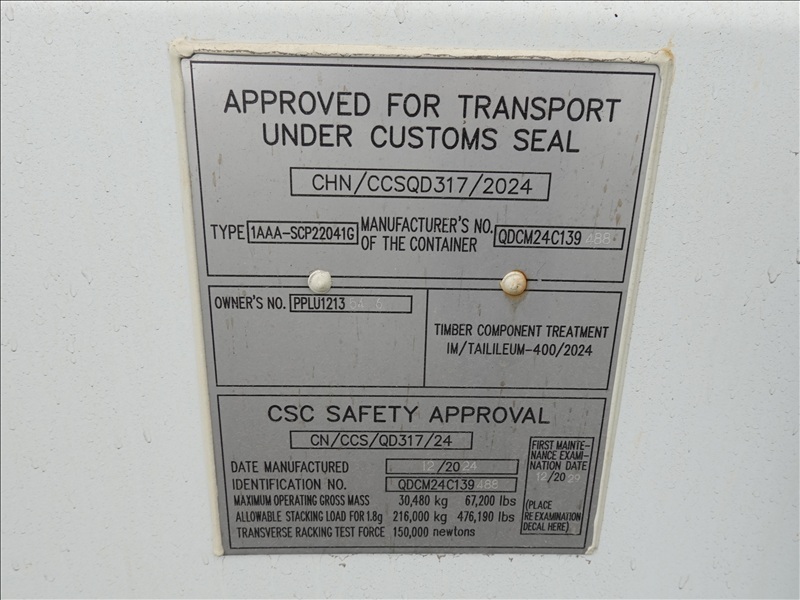 APPROVED FOR TRANSPORT
UNDER CUSTOMS SEAL
CHN/CCSQD317/2024
TYPE 1AAA-SCP22041G MANUFACTURER'S NO. OF THE CONTAINER QDCM24C139488
OWNER'S NO. PPLU1213
TIMBER COMPONENT TREATMENT
IM/TAILILEUM-400/2024
CSC SAFETY APPROVAL
CN/CCS/QD317/24
DATE MANUFACTURED 12/2024
IDENTIFICATION NO. QDCM24C139488
MAXIMUM OPERATING GROSS MASS 30,480 kg 67,200 lbs
ALLOWABLE STACKING LOAD FOR 1.8g 216,000 kg 476,190 lbs
TRANSVERSE RACKING TEST FORCE 150,000 newtons
FIRST MAINTE-
NANCE EXAMI-
NATION DATE
12/2029
(PLACE
RE EXAMINATION
DECAL HERE)